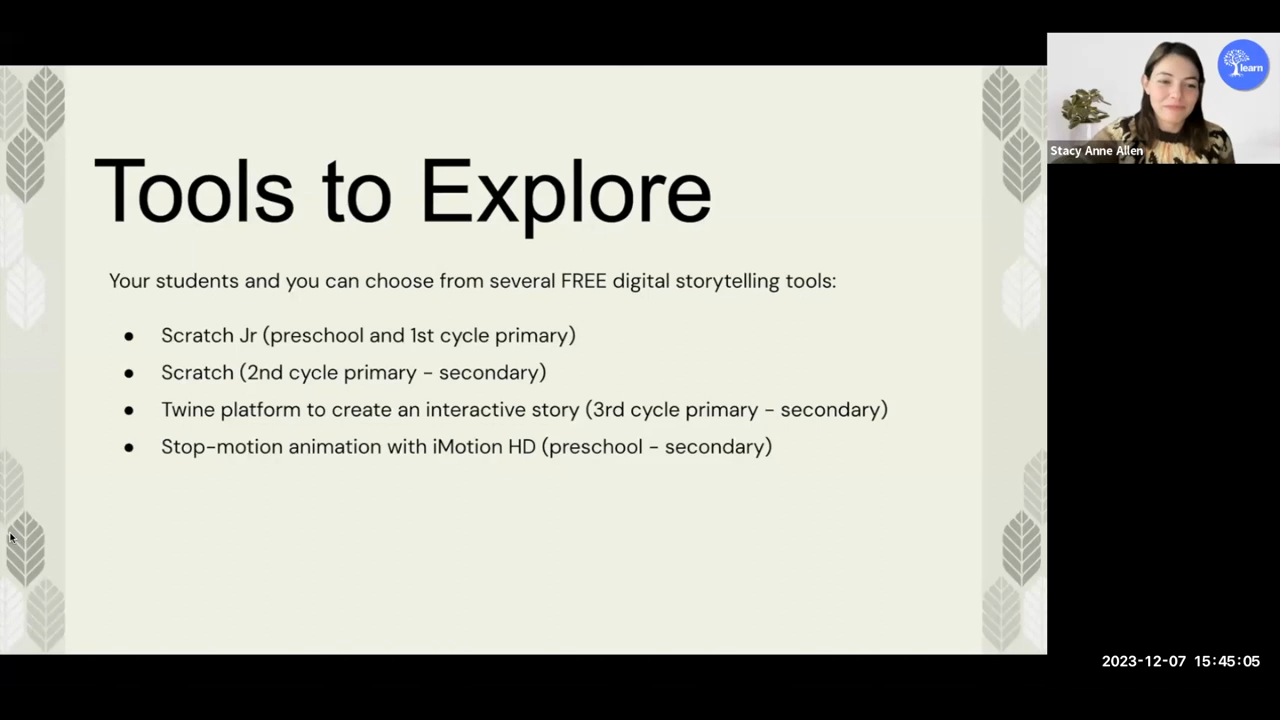 Tools to Explore
Your students and you can choose from several FREE digital storytelling tools:
● Scratch Jr (preschool and 1st cycle primary)
● Scratch (2nd cycle primary - secondary)
● Twine platform to create an interactive story (3rd cycle primary - secondary)
● Stop-motion animation with iMotion HD (preschool - secondary)
learn
Stacy Anne Allen
2023-12-07 15:45:05